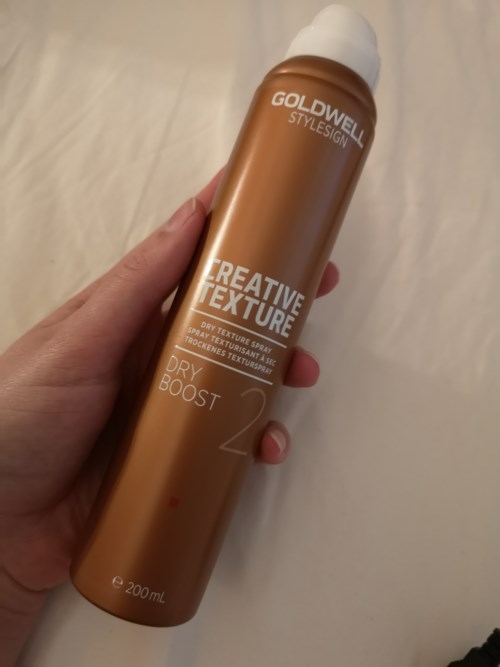 GOLDWELL
STYLESIGN
CREATIVE
TEXTURE
DRY TEXTURE SPRAY
SPRAY TEXTURISANT À SEC
TROCKENES TEXTURSPRAY
DRY
BOOST
2
℮ 200mL